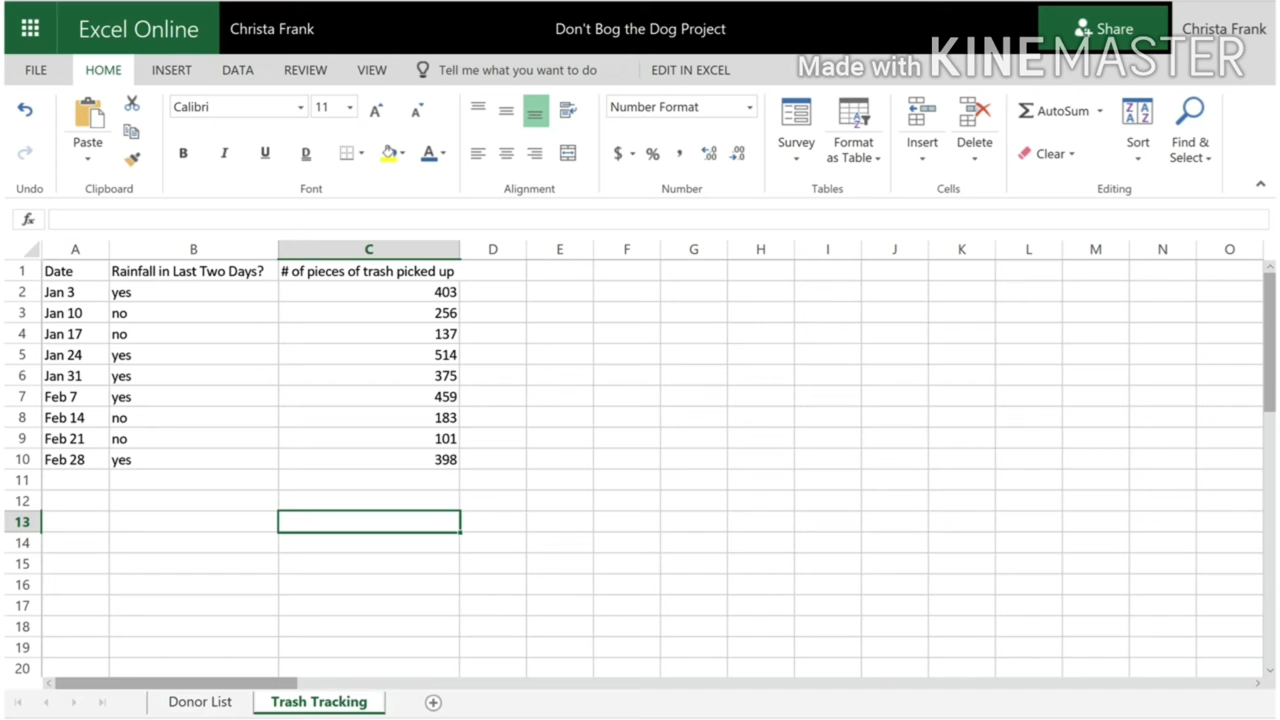 Excel Online Christa Frank Don't Bog the Dog Project Share Christa Frank
Made with KINEMASTER
FILE HOME INSERT DATA REVIEW VIEW Tell me what you want to do EDIT IN EXCEL
Calibri 11 Number Format AutoSum
Paste Survey Format as Table Insert Delete Clear Sort Find & Select
B I U D A $ % , .00 .00
Undo Clipboard Font Alignment Number Tables Cells Editing
fx
A B C D E F G H I J K L M N O
1 Date Rainfall in Last Two Days? # of pieces of trash picked up
2 Jan 3 yes 403
3 Jan 10 no 256
4 Jan 17 no 137
5 Jan 24 yes 514
6 Jan 31 yes 375
7 Feb 7 yes 459
8 Feb 14 no 183
9 Feb 21 no 101
10 Feb 28 yes 398
11
12
13
14
15
16
17
18
19
20
Donor List Trash Tracking